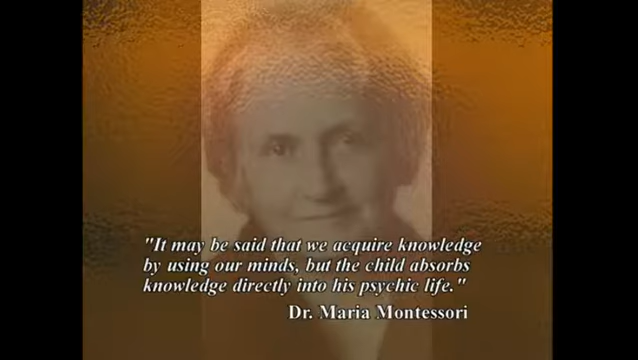 "It may be said that we acquire knowledge
by using our minds, but the child absorbs
knowledge directly into his psychic life."
Dr. Maria Montessori